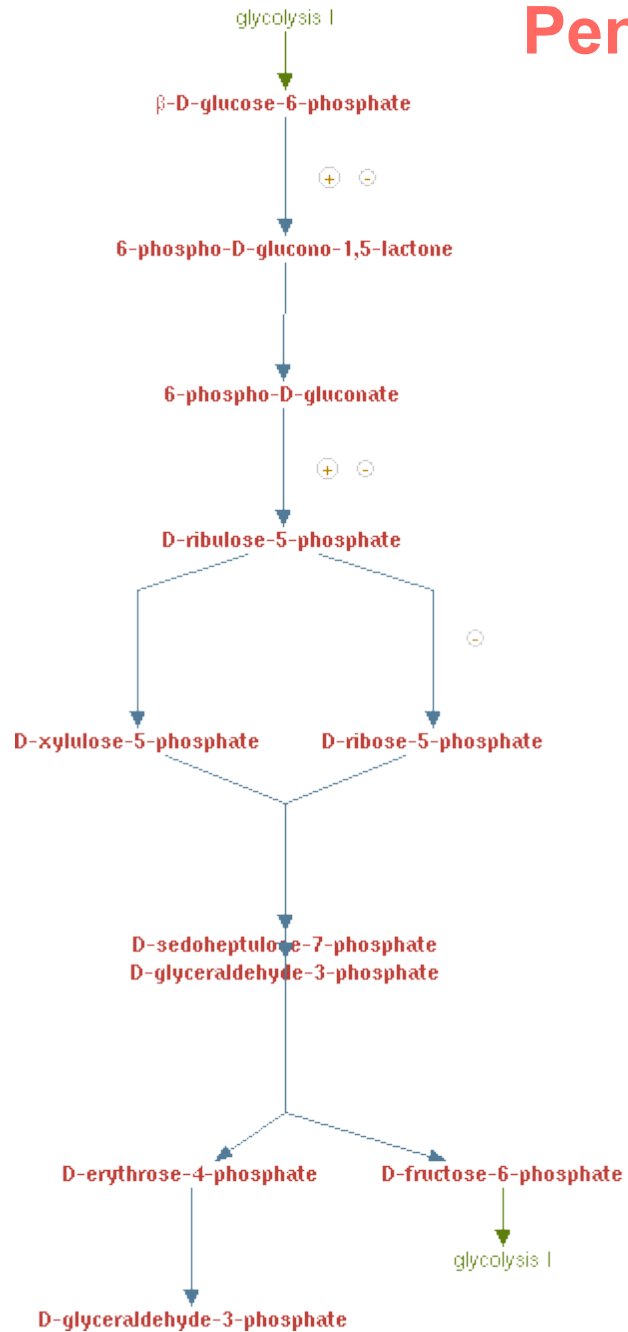 glycolysis I
Pen
β-D-glucose-6-phosphate
+ -
6-phospho-D-glucono-1,5-lactone
6-phospho-D-gluconate
+ -
D-ribulose-5-phosphate
-
D-xylulose-5-phosphate D-ribose-5-phosphate
D-sedoheptulose-7-phosphate
D-glyceraldehyde-3-phosphate
D-erythrose-4-phosphate D-fructose-6-phosphate
glycolysis I
D-glyceraldehyde-3-phosphate